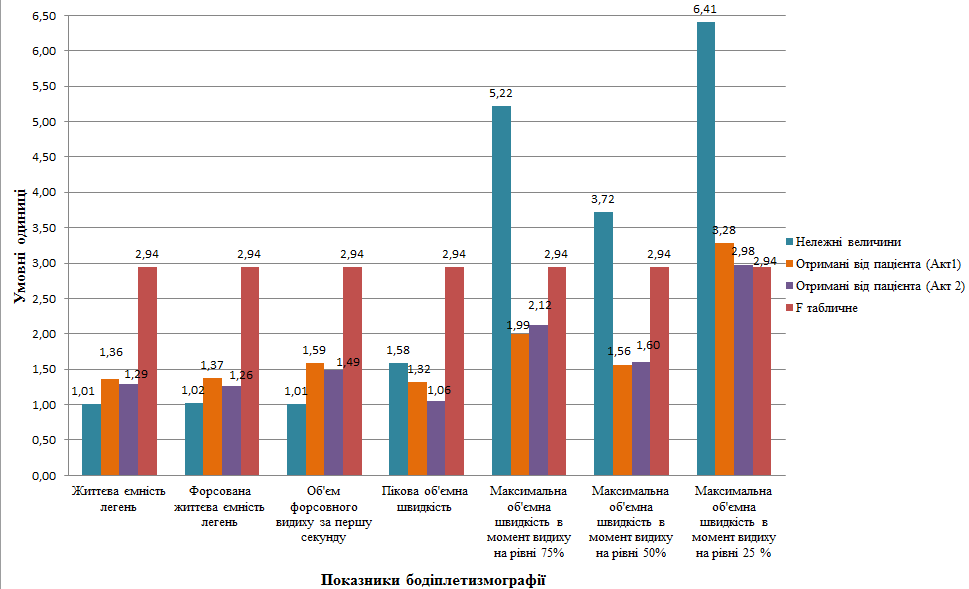 6,50
6,00
5,50
5,00
4,50
4,00
3,50
3,00
2,50
2,00
1,50
1,00
0,50
0,00
Умовні одиниці
1,01
1,36
1,29
2,94
1,02
1,37
1,26
2,94
1,01
1,59
1,49
2,94
1,58
1,32
1,06
2,94
5,22
1,99
2,12
2,94
3,72
1,56
1,60
2,94
6,41
3,28
2,98
2,94
Життєва ємність
легень
Форсована
життєва ємність
легень
Об'єм
форсовного
видиху за першу
секунду
Пікова об'ємна
швидкість
Максимальна
об'ємна
швидкість в
момент видиху
на рівні 75%
Максимальна
об'ємна
швидкість в
момент видиху
на рівні 50%
Максимальна
об'ємна
швидкість в
момент видиху
на рівні 25 %
Показники бодіплетизмографії
Нележні величини
Отримані від пацієнта (Акт1)
Отримані від пацієнта (Акт 2)
F табличне